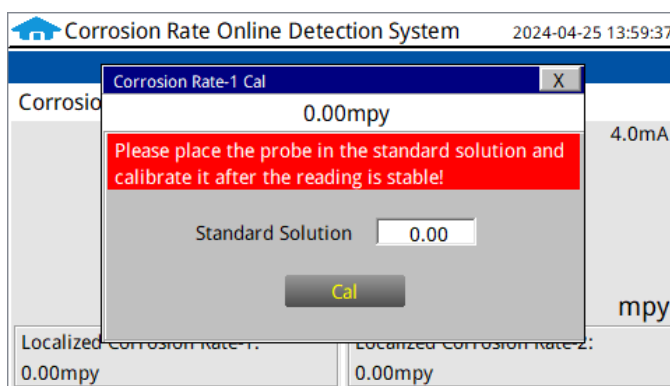 Corrosion Rate Online Detection System 2024-04-25 13:59:37
Corrosion Rate-1 Cal X
0.00mpy
Please place the probe in the standard solution and
calibrate it after the reading is stable!
Standard Solution 0.00
Cal
Corrosio
4.0mA
mpy
Localized Corrosion Rate-1: Localized Corrosion Rate-2:
0.00mpy 0.00mpy